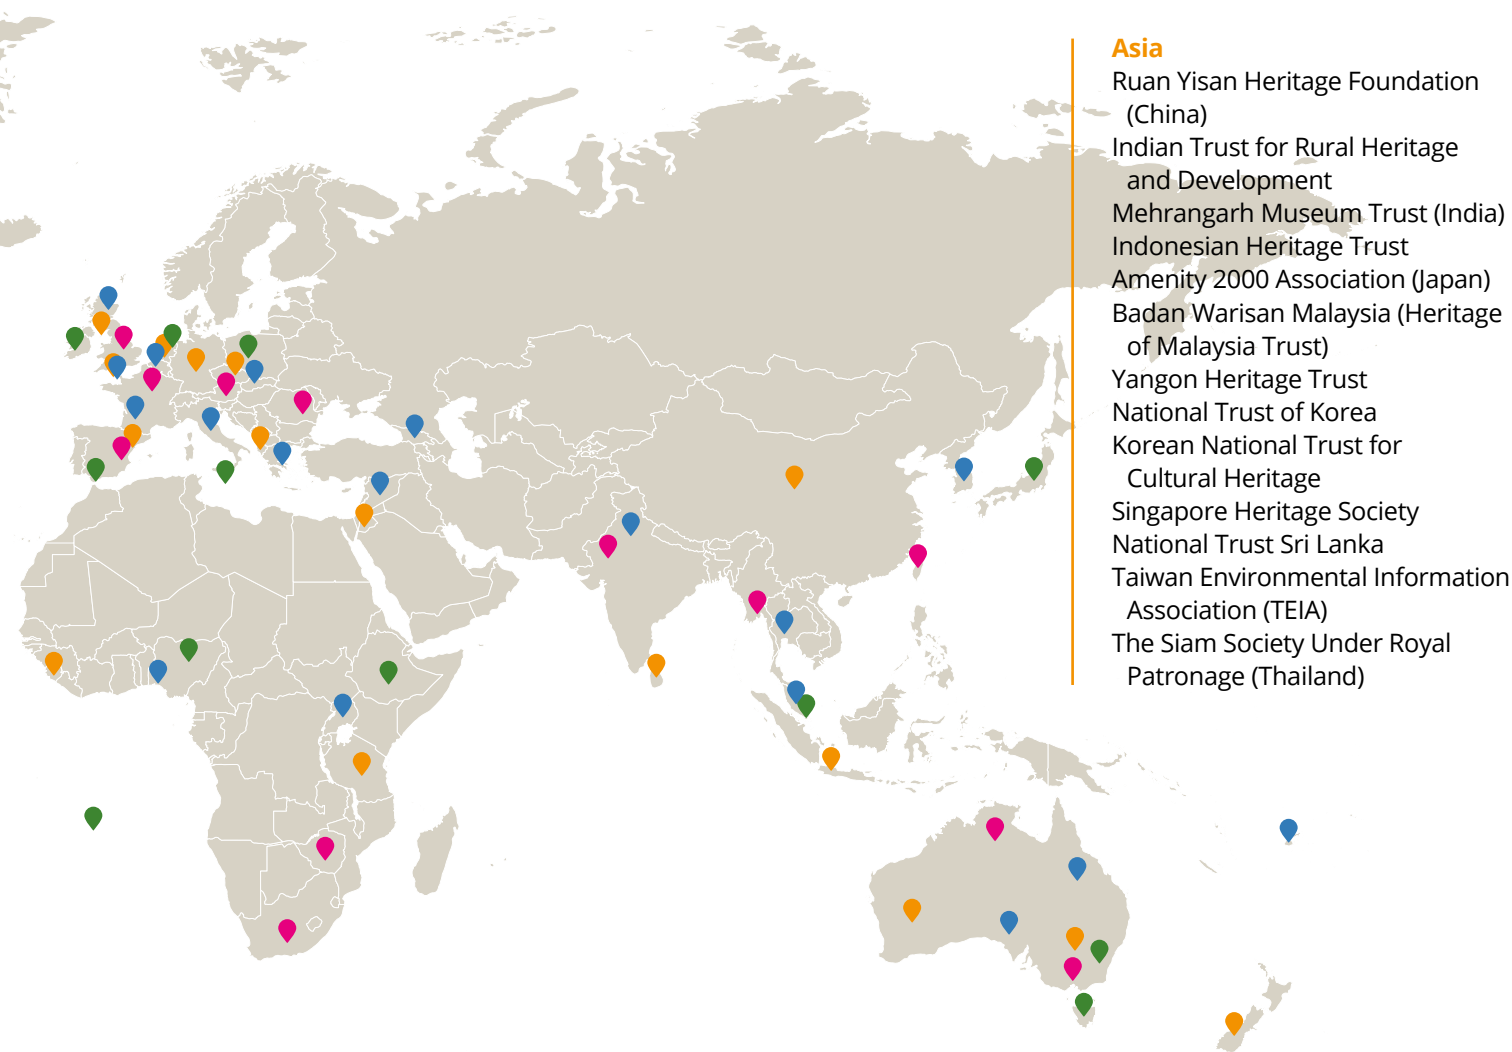 Asia
Ruan Yisan Heritage Foundation
(China)
Indian Trust for Rural Heritage
and Development
Mehrangarh Museum Trust (India)
Indonesian Heritage Trust
Amenity 2000 Association (Japan)
Badan Warisan Malaysia (Heritage
of Malaysia Trust)
Yangon Heritage Trust
National Trust of Korea
Korean National Trust for
Cultural Heritage
Singapore Heritage Society
National Trust Sri Lanka
Taiwan Environmental Information
Association (TEIA)
The Siam Society Under Royal
Patronage (Thailand)